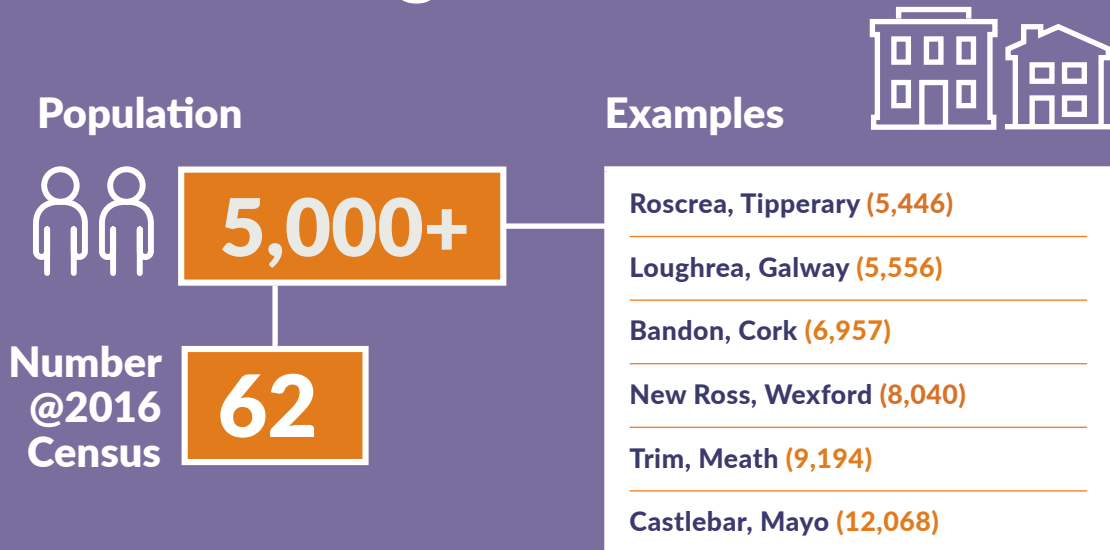 Population
5,000+
Number
@2016
Census
62
Examples
Roscrea, Tipperary (5,446)
Loughrea, Galway (5,556)
Bandon, Cork (6,957)
New Ross, Wexford (8,040)
Trim, Meath (9,194)
Castlebar, Mayo (12,068)